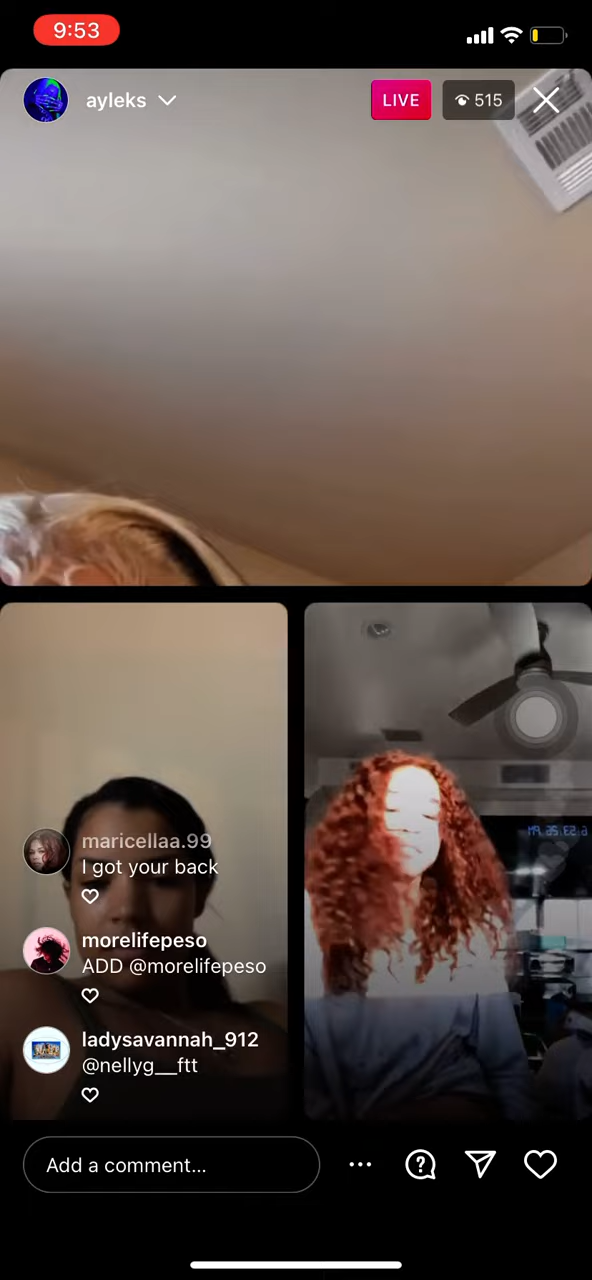 9:53
ayleks
LIVE
515
maricellaa.99
I got your back
morelifepeso
ADD @morelifepeso
ladysavannah_912
@nellyg__ftt
Add a comment...